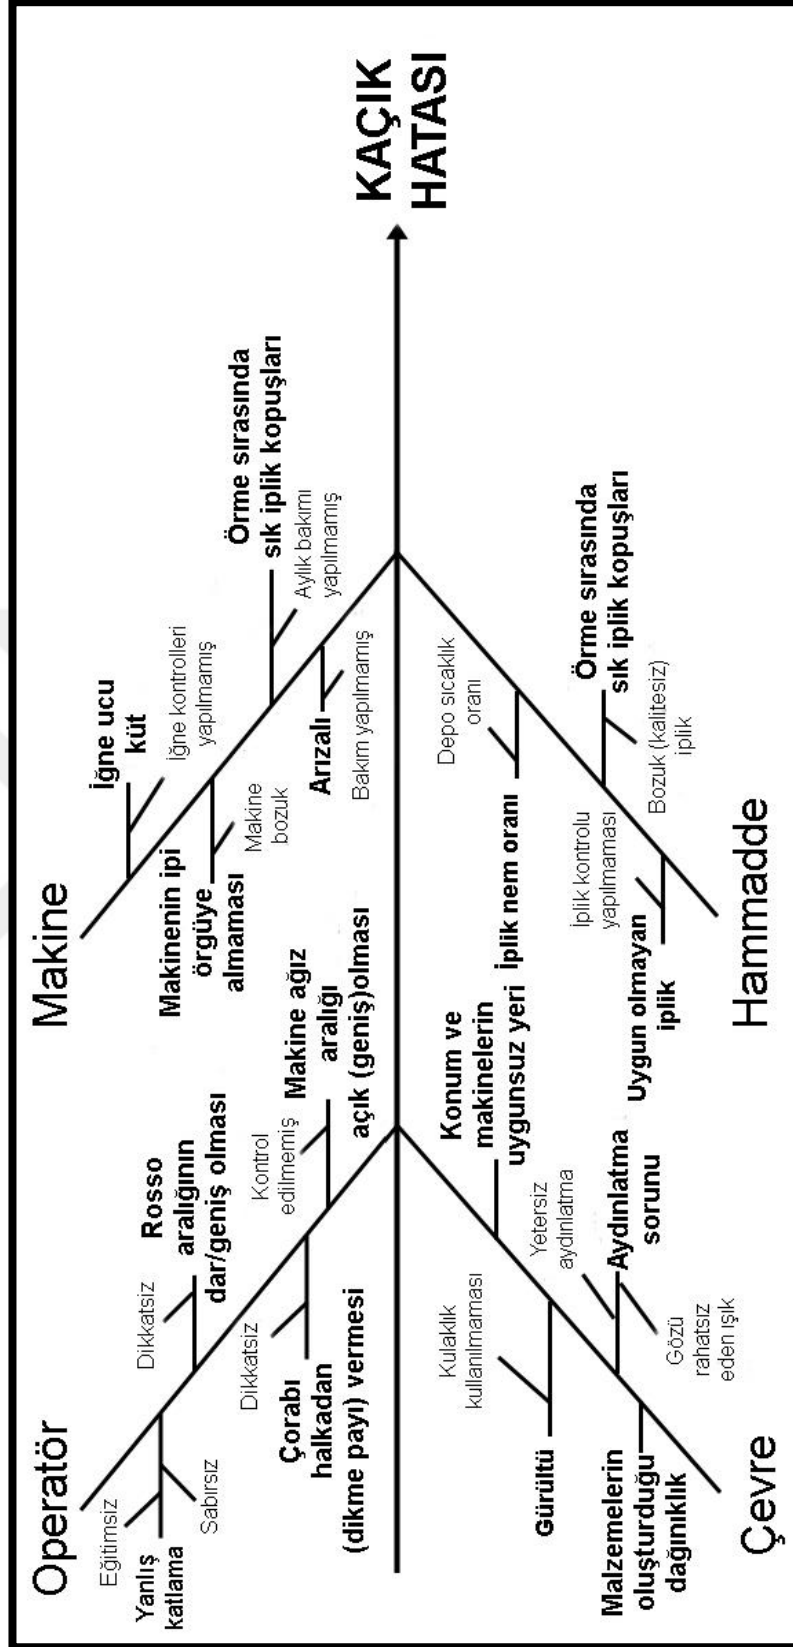 Operatör
Eğitimsiz
Yanlış
katlama
Sabırsız
Dikkatsiz
Rosso
aralığının
dar/geniş olması
Dikkatsiz
Çorabı
halkadan
(dikme payı) vermesi
Kontrol
edilmemiş
Makine ağız
aralığı
açık (geniş)olması
Makine
İğne ucu
küt
İğne kontrolleri
yapılmamış
Makinenin ipi
örgüye
almaması
Makine
bozuk
Örme sırasında
sık iplik kopuşları
Aylık bakımı
yapılmamış
Arızalı
Bakım yapılmamış
KAÇIK
HATASI
Konum ve
makinelerin
uygunsuz yeri
Kulaklık
kullanılmaması
Gürültü
Yetersiz
aydınlatma
Aydınlatma
sorunu
Gözü
rahatsız
eden ışık
Malzemelerin
oluşturduğu
dağınıklık
Çevre
Depo sıcaklık
oranı
İplik nem oranı
Örme sırasında
sık iplik kopuşları
Bozuk (kalitesiz)
iplik
İplik kontrolu
yapılmaması
Uygun olmayan
iplik
Hammadde